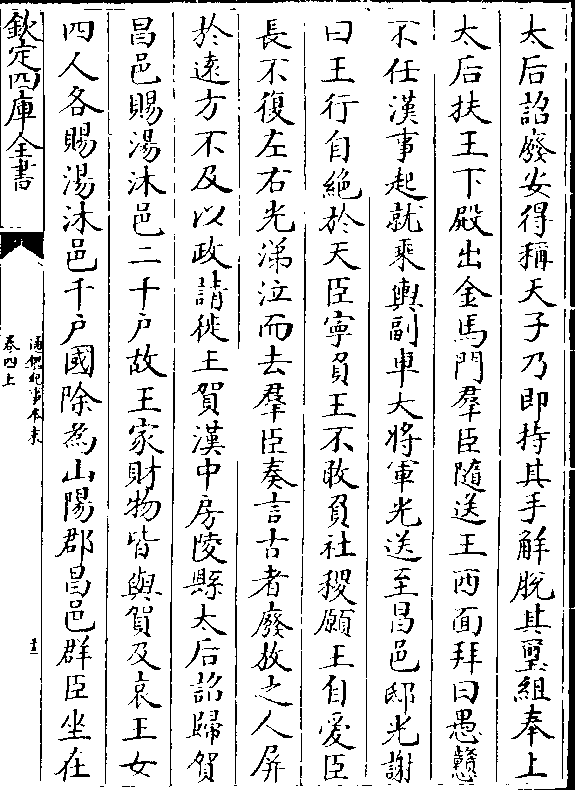 太后詔廢安得稱天子乃即持其手解脫其璽組奉上
太后扶王下殿出金馬門羣臣隨送王西面拜曰愚戇
不任漢事起就乘輿副車大將軍光送至昌邑邸光謝
曰王行自絶於天臣寧負王不敢負社稷願王自愛臣
長不復左右光涕泣而去羣臣奏言古者廢放之人屏
於遠方不及以政請徙王賀漢中房陵縣太后詔歸賀
昌邑賜湯沐邑二千户故王家財物皆與賀及哀王女
四人各賜湯沐邑千户國除為山陽郡昌邑群臣坐在
欽定四庫全書
通鑑紀事本末
卷四上